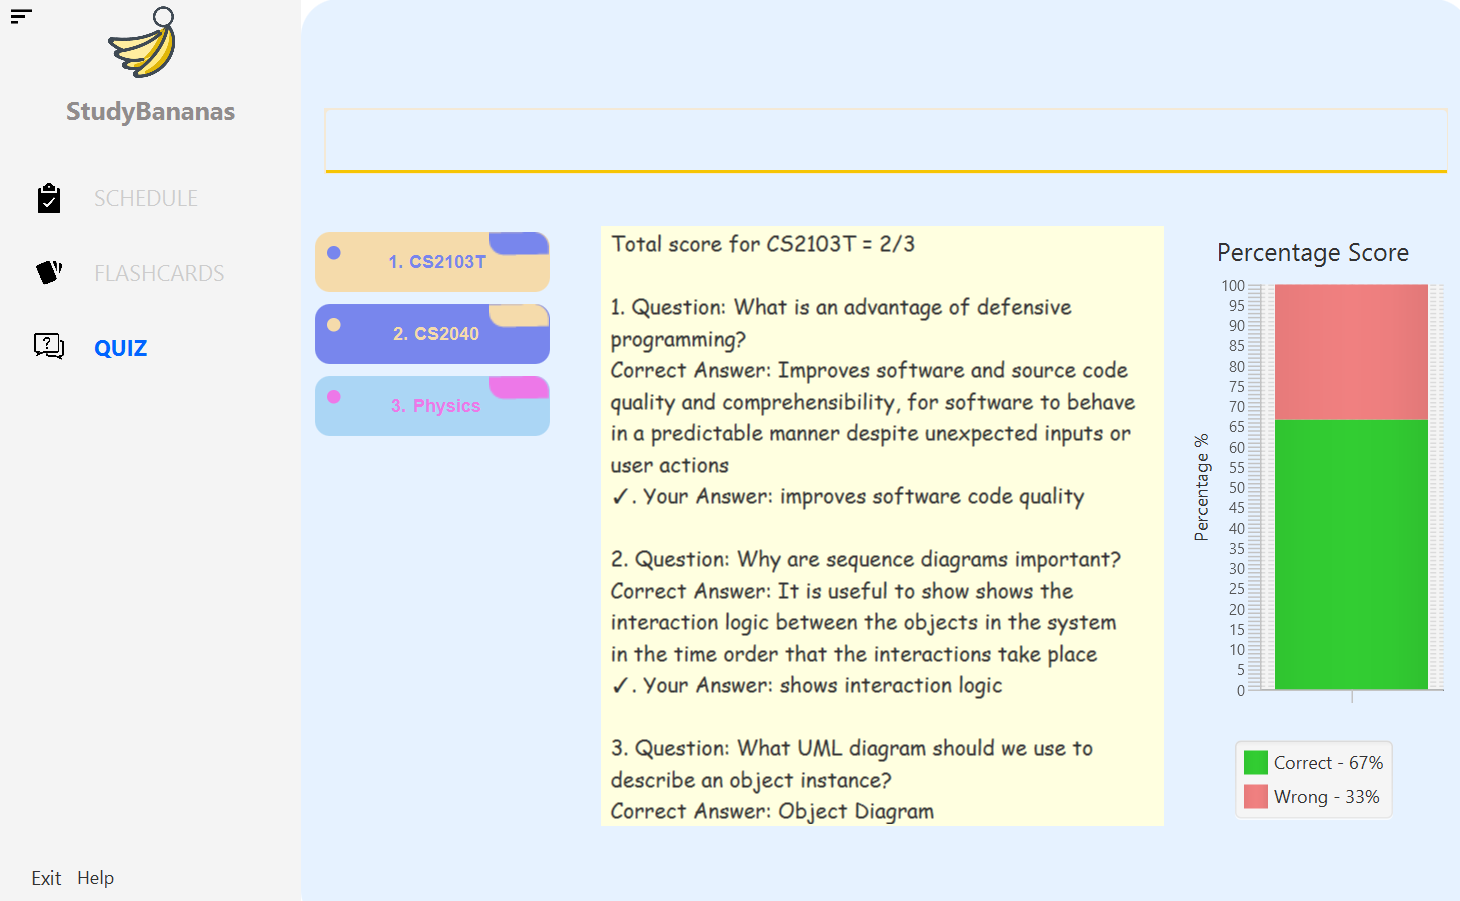 StudyBananas
SCHEDULE
FLASHCARDS
QUIZ
Exit Help
1. CS2103T
2. CS2040
3. Physics
Total score for CS2103T = 2/3
1. Question: What is an advantage of defensive
programming?
Correct Answer: Improves software and source code
quality and comprehensibility, for software to behave
in a predictable manner despite unexpected inputs or
user actions
✓. Your Answer: improves software code quality
2. Question: Why are sequence diagrams important?
Correct Answer: It is useful to show shows the
interaction logic between the objects in the system
in the time order that the interactions take place
✓. Your Answer: shows interaction logic
3. Question: What UML diagram should we use to
describe an object instance?
Correct Answer: Object Diagram
Percentage Score
Percentage %
100
95
90
85
80
75
70
65
60
55
50
45
40
35
30
25
20
15
10
5
0
Correct - 67%
Wrong - 33%